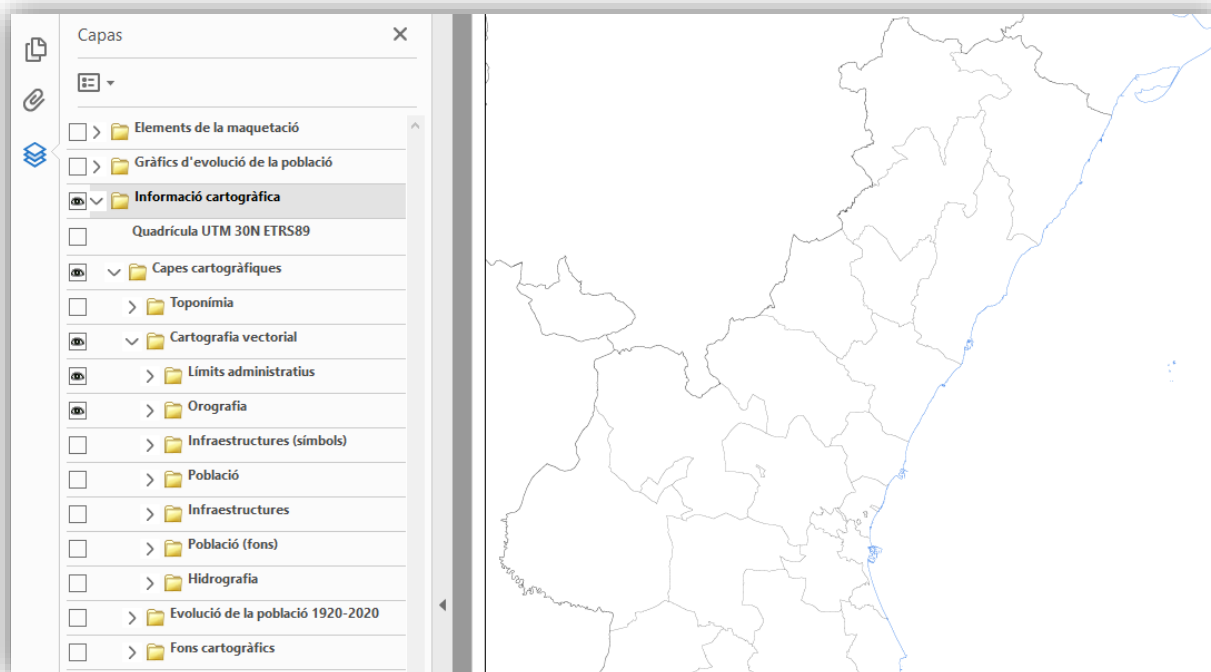 Capas
Elements de la maquetació
Gràfics d'evolució de la població
Informació cartogràfica
Quadrícula UTM 30N ETRS89
Capes cartogràfiques
Toponímia
Cartografia vectorial
Límits administratius
Orografia
Infraestructures (símbols)
Població
Infraestructures
Població (fons)
Hidrografia
Evolució de la població 1920-2020
Fons cartogràfics